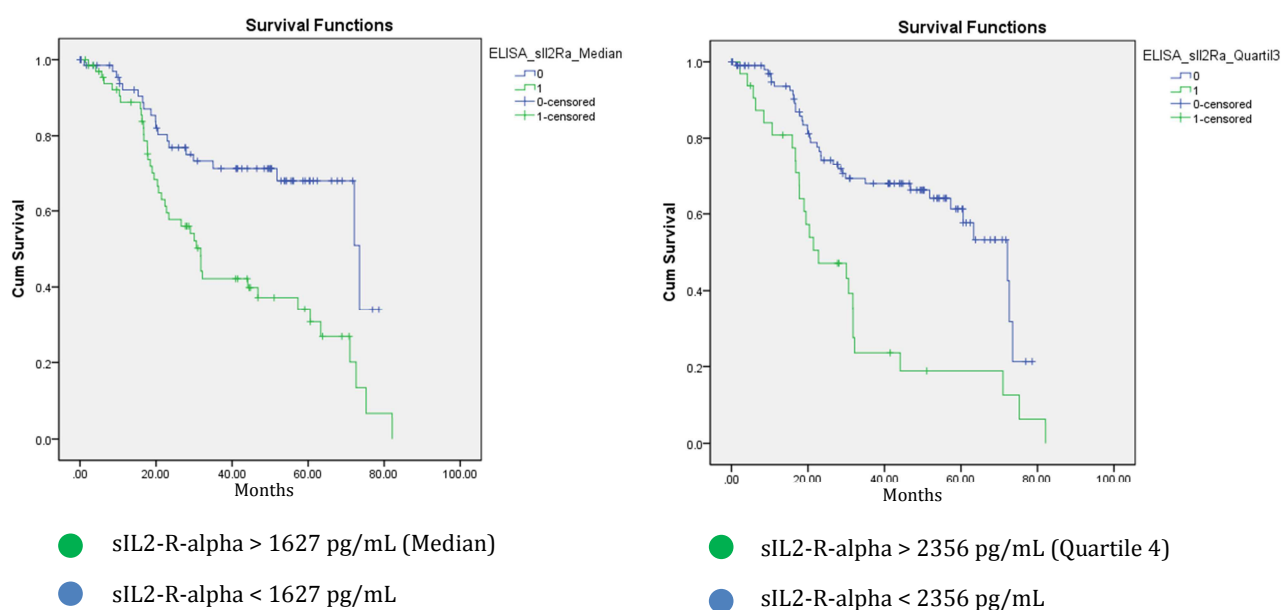 Survival Functions
ELISA_sIl2Ra_Median
0
1
0-censored
1-censored
Cum Survival
1.0
0.8
0.6
0.4
0.2
0.0
.00
20.00
40.00
60.00
80.00
100.00
Months
sIL2-R-alpha > 1627 pg/mL (Median)
sIL2-R-alpha < 1627 pg/mL
Survival Functions
ELISA_sIl2Ra_Quartil3
0
1
0-censored
1-censored
Cum Survival
1.0
0.8
0.6
0.4
0.2
0.0
.00
20.00
40.00
60.00
80.00
100.00
Months
sIL2-R-alpha > 2356 pg/mL (Quartile 4)
sIL2-R-alpha < 2356 pg/mL